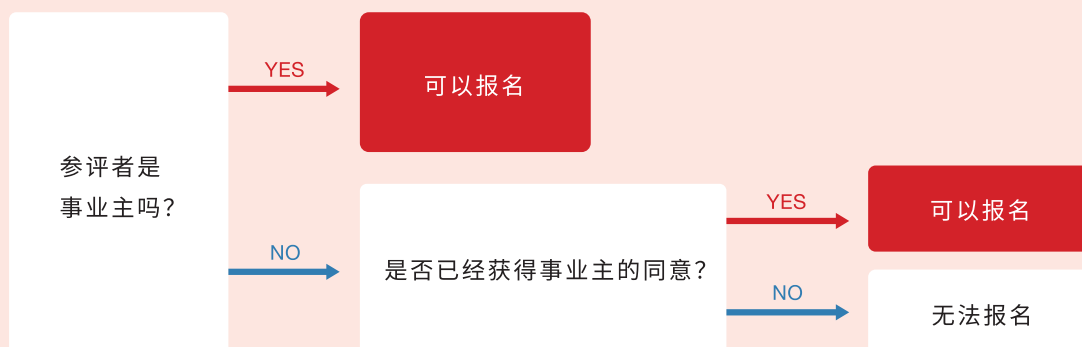 YES
可以报名
参评者是
事业主吗?
NO
是否已经获得事业主的同意?
YES
可以报名
NO
无法报名